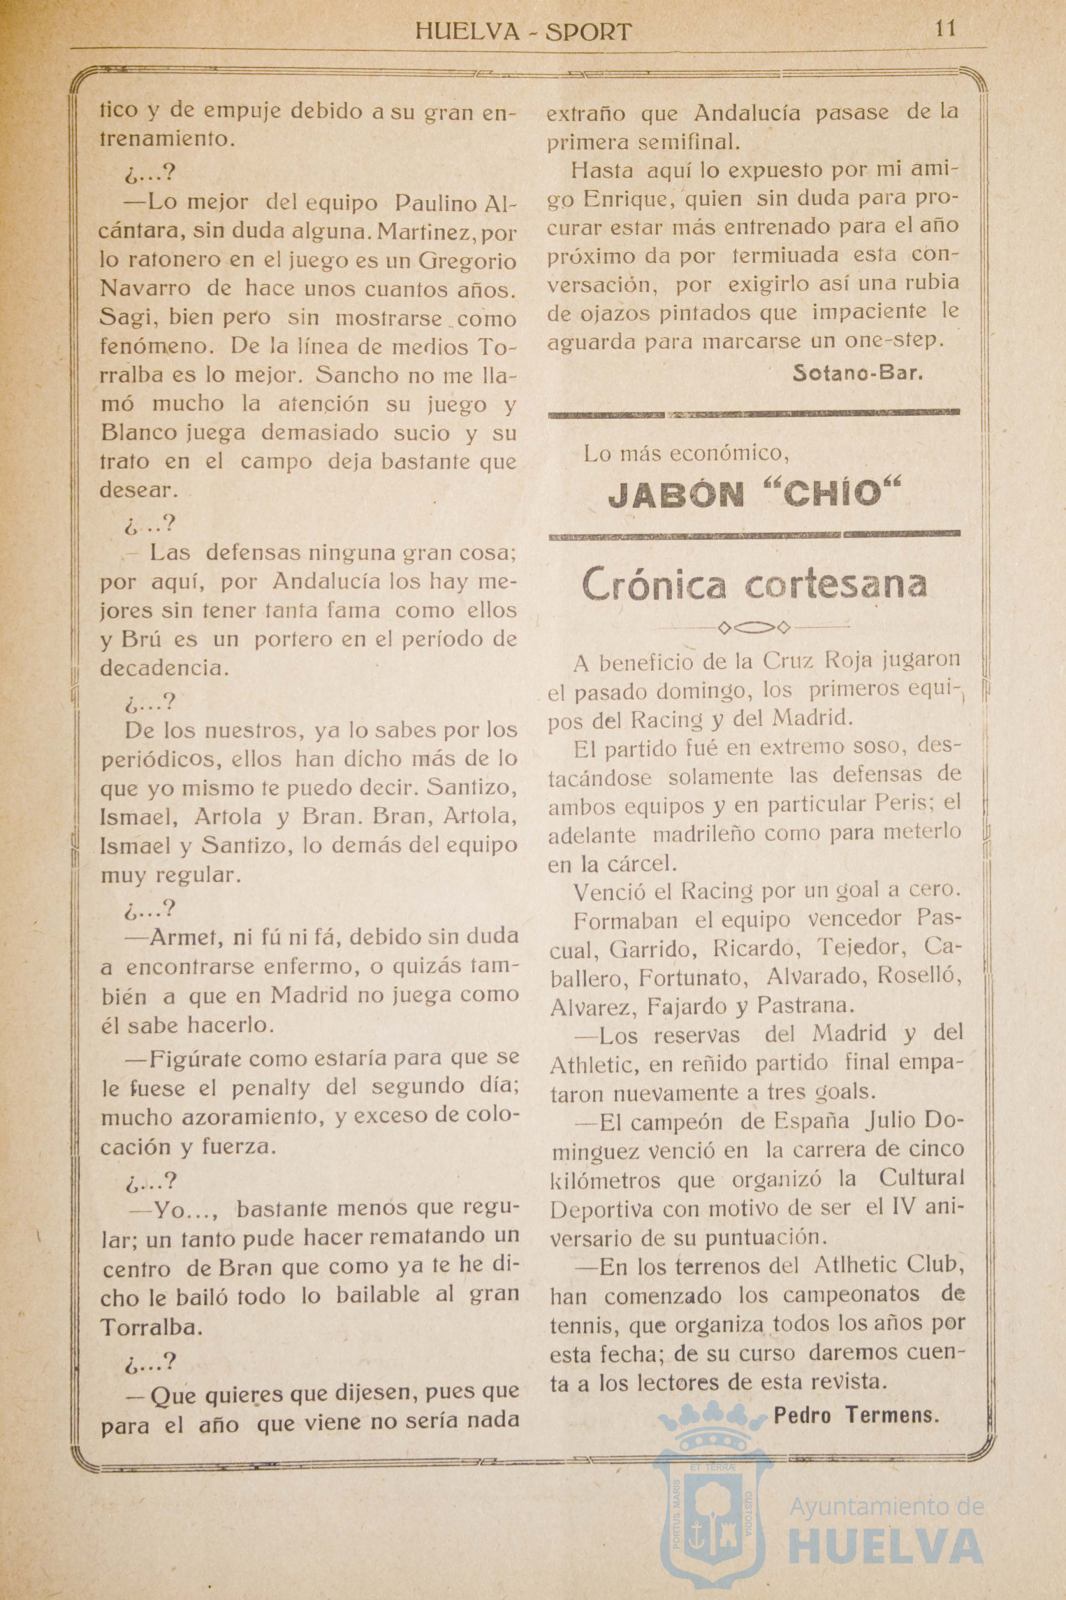 HUELVA - SPORT
11
tico y de empuje debido a su gran en-
trenamiento.
¿...?
—Lo mejor del equipo Paulino Al-
cántara, sin duda alguna. Martinez, por
lo ratonero en el juego es un Gregorio
Navarro de hace unos cuantos años.
Sagi, bien pero sin mostrarse como
fenómeno. De la línea de medios To-
rralba es lo mejor. Sancho no me lla-
mó mucho la atención su juego y
Blanco juega demasiado sucio y su
trato en el campo deja bastante que
desear.
¿ ..?
— Las defensas ninguna gran cosa;
por aquí, por Andalucía los hay me-
jores sin tener tanta fama como ellos
y Brú es un portero en el período de
decadencia.
¿...?
De los nuestros, ya lo sabes por los
periódicos, ellos han dicho más de lo
que yo mismo te puedo decir. Santizo,
Ismael, Artola y Bran. Bran, Artola,
Ismael y Santizo, lo demás del equipo
muy regular.
¿...?
—Armet, ni fú ni fá, debido sin duda
a encontrarse enfermo, o quizás tam-
bién a que en Madrid no juega como
él sabe hacerlo.
—Figúrate como estaría para que se
le fuese el penalty del segundo día;
mucho azoramiento, y exceso de colo-
cación y fuerza.
¿...?
—Yo..., bastante menos que regu-
lar; un tanto pude hacer rematando un
centro de Bran que como ya te he di-
cho le bailó todo lo bailable al gran
Torralba.
¿...?
— Que quieres que dijesen, pues que
para el año que viene no sería nada
extraño que Andalucía pasase de la
primera semifinal.
Hasta aquí lo expuesto por mi ami-
go Enrique, quien sin duda para pro-
curar estar más entrenado para el año
próximo da por termiuada esta con-
versación, por exigirlo así una rubia
de ojazos pintados que impaciente le
aguarda para marcarse un one-step.
Sotano-Bar.
Lo más económico,
JABÓN “CHÍO“
Crónica cortesana
A beneficio de la Cruz Roja jugaron
el pasado domingo, los primeros equi-
pos del Racing y del Madrid.
El partido fué en extremo soso, des-
tacándose solamente las defensas de
ambos equipos y en particular Peris; el
adelante madrileño como para meterlo
en la cárcel.
Venció el Racing por un goal a cero.
Formaban el equipo vencedor Pas-
cual, Garrido, Ricardo, Tejedor, Ca-
ballero, Fortunato, Alvarado, Roselló,
Alvarez, Fajardo y Pastrana.
—Los reservas del Madrid y del
Athletic, en reñido partido final empa-
taron nuevamente a tres goals.
—El campeón de España Julio Do-
minguez venció en la carrera de cinco
kilómetros que organizó la Cultural
Deportiva con motivo de ser el IV ani-
versario de su puntuación.
—En los terrenos del Atlhetic Club,
han comenzado los campeonatos de
tennis, que organiza todos los años por
esta fecha; de su curso daremos cuen-
ta a los lectores de esta revista.
Pedro Termens.
PORTUS MARIS
ET TERRÆ
CUSTODIA
Ayuntamiento de
HUELVA